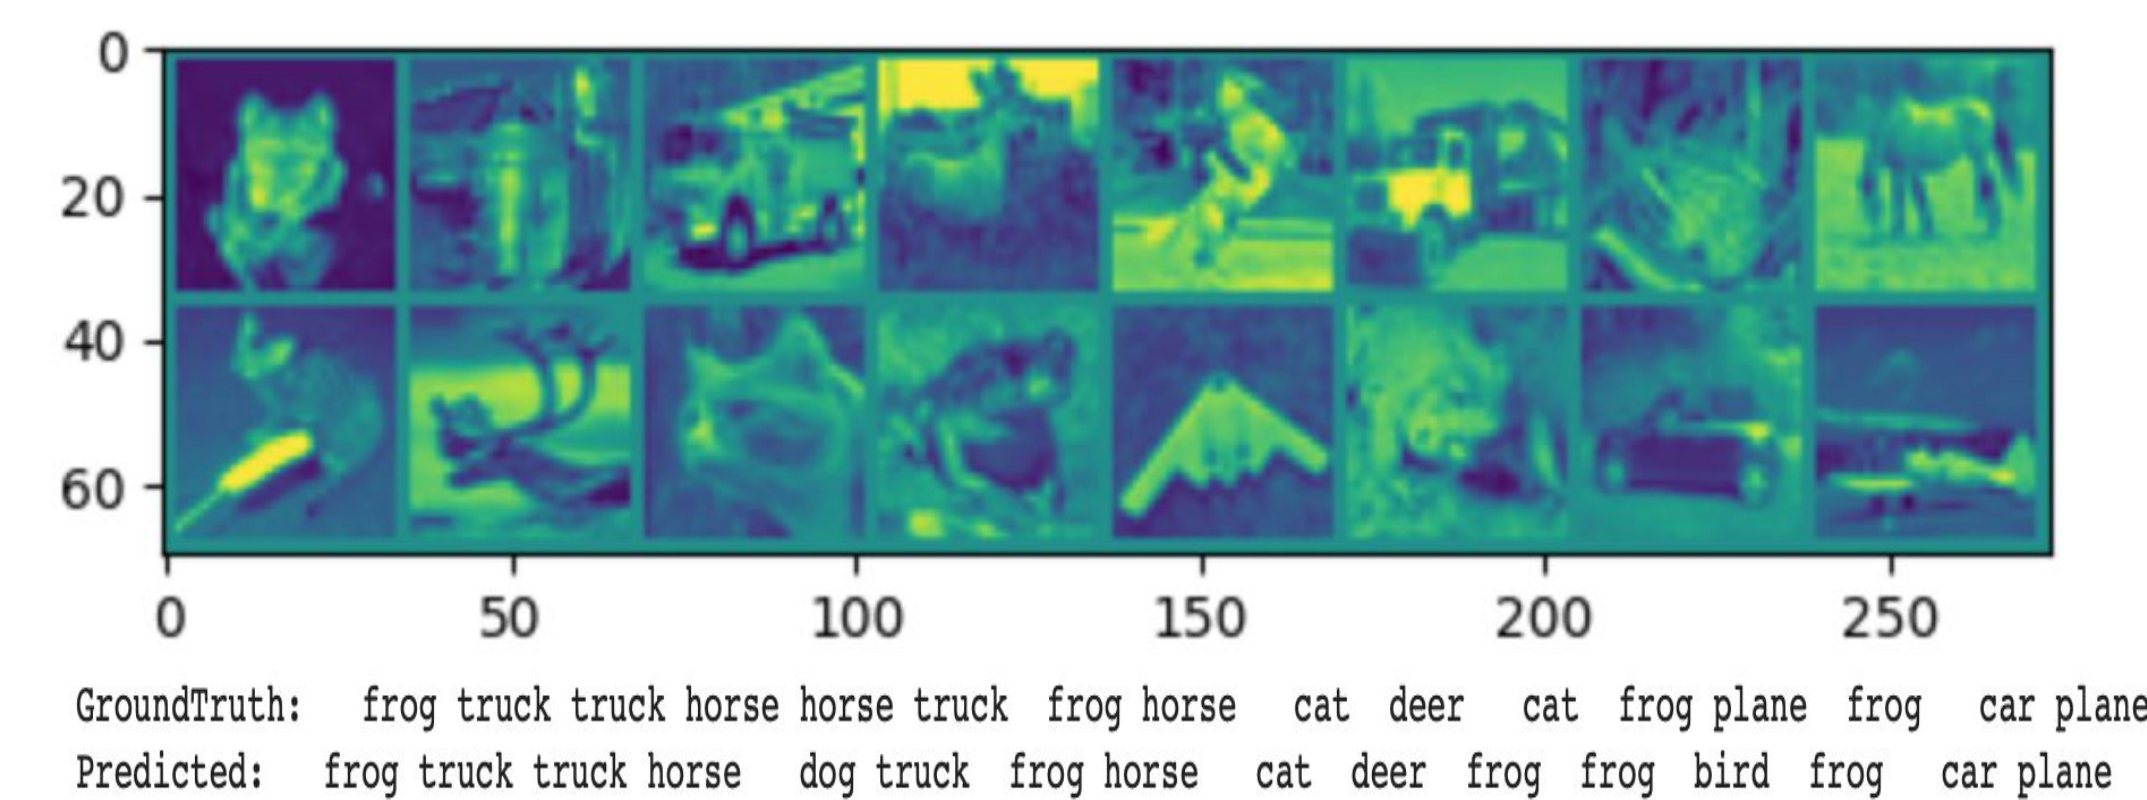 0
20
40
60
0 50 100 150 200 250
GroundTruth: frog truck truck horse horse truck frog horse cat deer cat frog plane frog car plane
Predicted: frog truck truck horse dog truck frog horse cat deer frog frog bird frog car plane